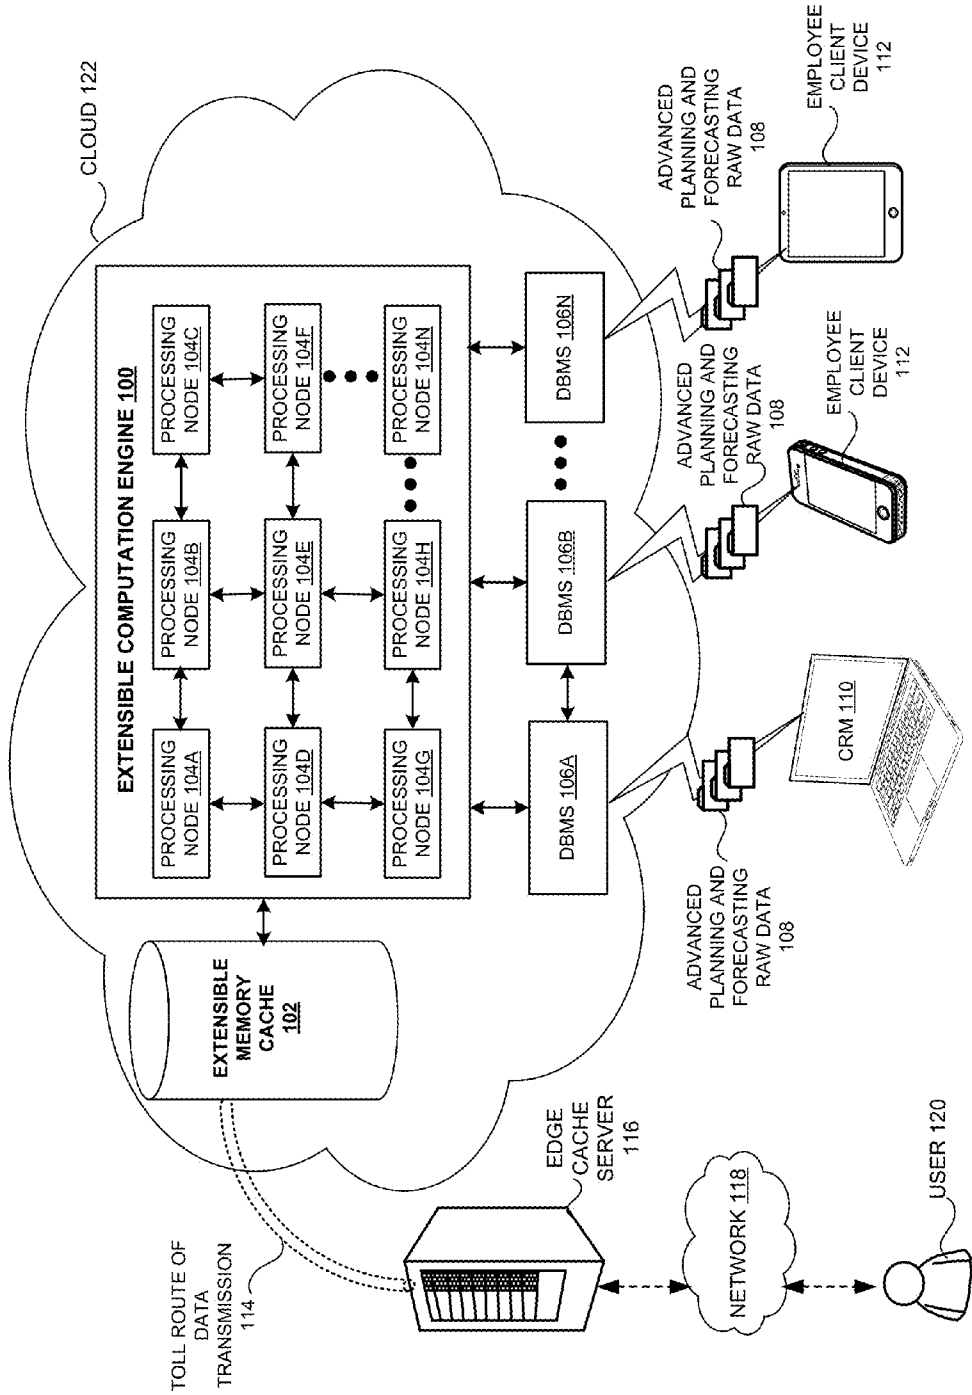 CLOUD 122
EXTENSIBLE COMPUTATION ENGINE 100
PROCESSING
NODE 104A
PROCESSING
NODE 104B
PROCESSING
NODE 104C
PROCESSING
NODE 104D
PROCESSING
NODE 104E
PROCESSING
NODE 104F
PROCESSING
NODE 104G
PROCESSING
NODE 104H
PROCESSING
NODE 104N
EXTENSIBLE
MEMORY
CACHE
102
DBMS 106A
DBMS 106B
DBMS 106N
TOLL ROUTE OF
DATA
TRANSMISSION
114
EDGE
CACHE
SERVER
116
NETWORK 118
USER 120
ADVANCED
PLANNING AND
FORECASTING
RAW DATA
108
CRM 110
ADVANCED
PLANNING AND
FORECASTING
RAW DATA
108
EMPLOYEE
CLIENT
DEVICE
112
ADVANCED
PLANNING AND
FORECASTING
RAW DATA
108
EMPLOYEE
CLIENT
DEVICE
112